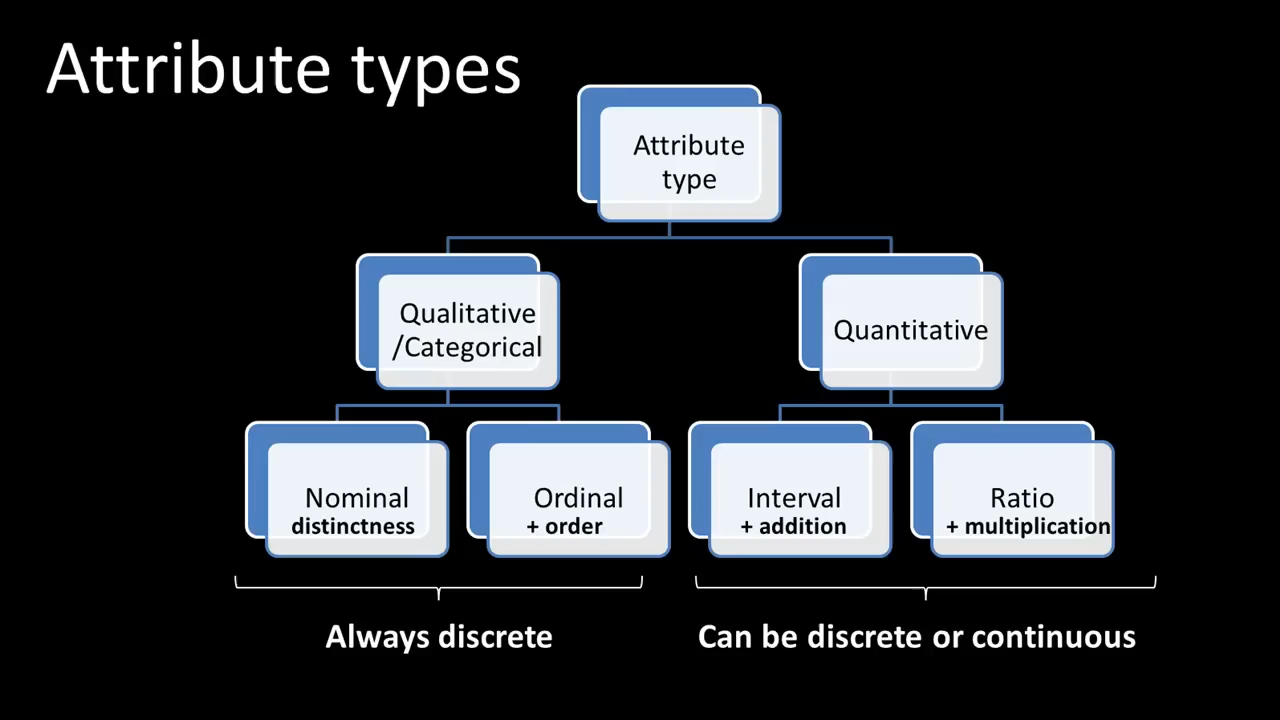 Attribute types
Attribute
type
Qualitative
/Categorical
Quantitative
Nominal
distinctness
Ordinal
+ order
Interval
+ addition
Ratio
+ multiplication
Always discrete
Can be discrete or continuous